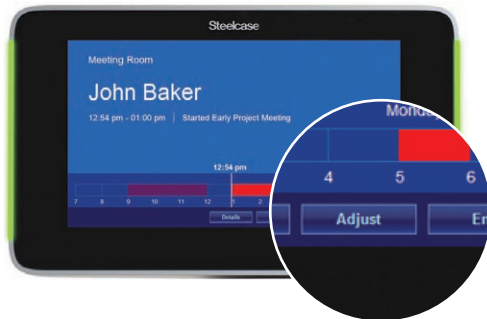 Steelcase
Meeting Room
John Baker
12:54 pm - 01:00 pm | Started Early Project Meeting
12:54 pm
7 8 9 10 11 12 1 2
Details
Monday
4 5 6
Adjust